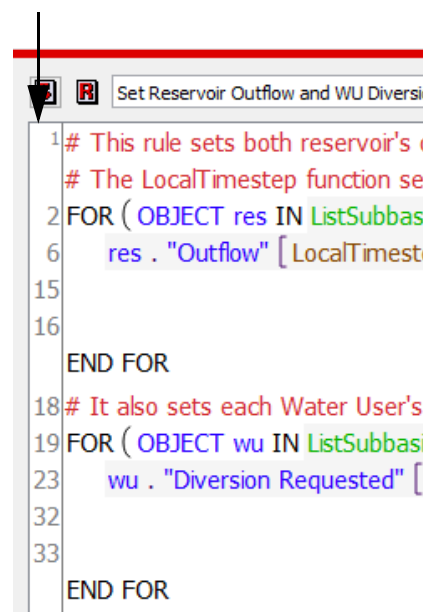 R Set Reservoir Outflow and WU Diversi
1 # This rule sets both reservoir's
# The LocalTimestep function se
2 FOR ( OBJECT res IN ListSubbas
6 res . "Outflow" [ LocalTimest
15
16
END FOR
18 # It also sets each Water User's
19 FOR ( OBJECT wu IN ListSubbasi
23 wu . "Diversion Requested" [
32
33
END FOR